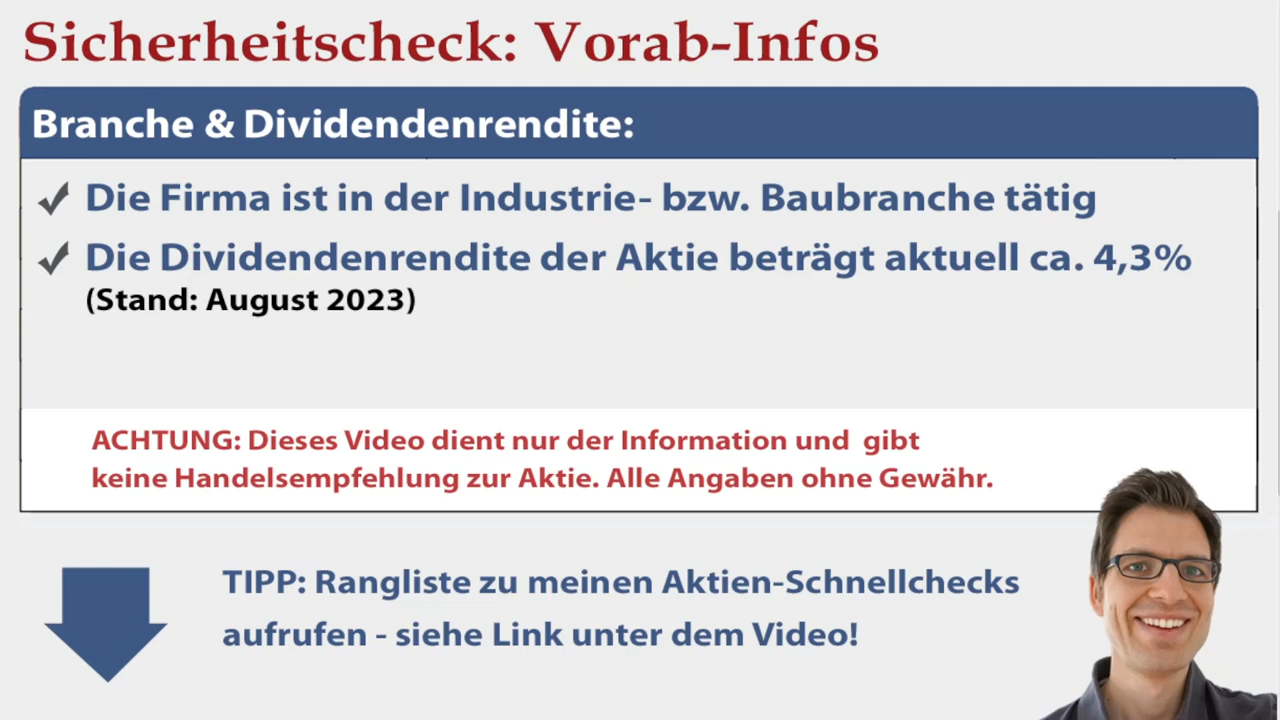 Sicherheitscheck: Vorab-Infos
Branche & Dividendenrendite:
Die Firma ist in der Industrie- bzw. Baubranche tätig
Die Dividendenrendite der Aktie beträgt aktuell ca. 4,3%
(Stand: August 2023)
ACHTUNG: Dieses Video dient nur der Information und gibt
keine Handelsempfehlung zur Aktie. Alle Angaben ohne Gewähr.
TIPP: Rangliste zu meinen Aktien-Schnellchecks
aufrufen - siehe Link unter dem Video!